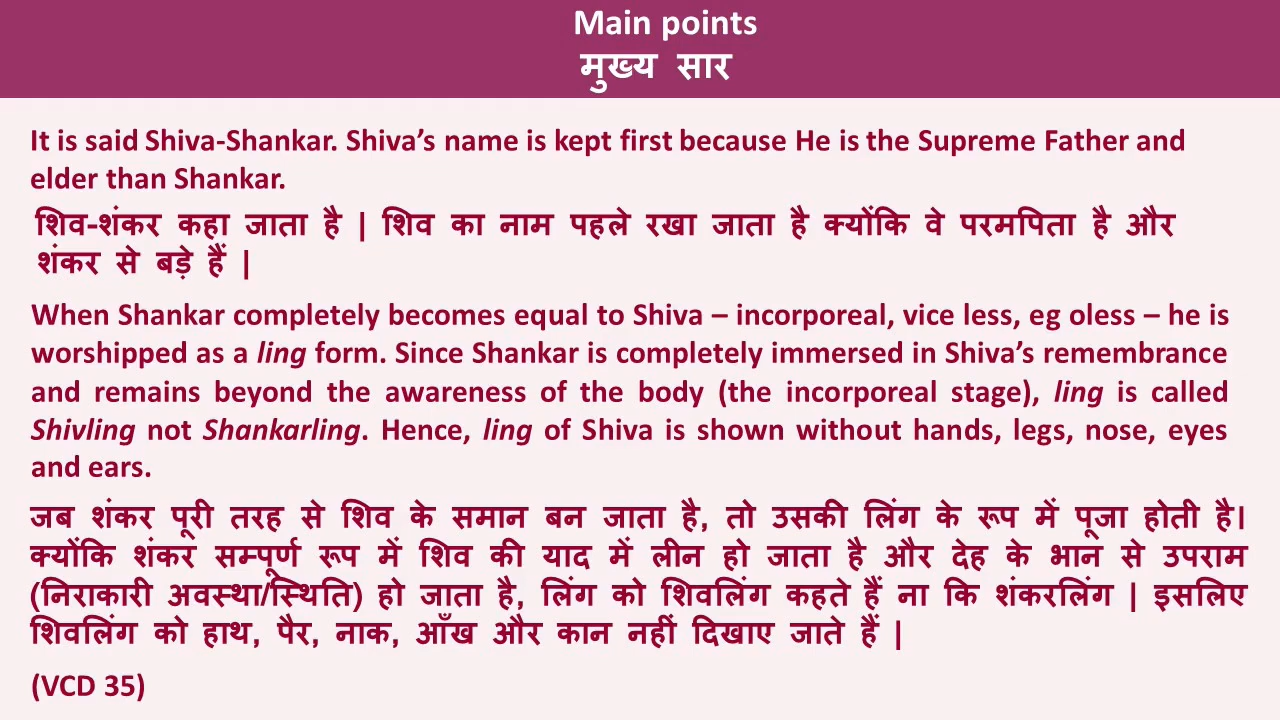 Main points
मुख्य सार
It is said Shiva-Shankar. Shiva’s name is kept first because He is the Supreme Father and
elder than Shankar.
शिव-शंकर कहा जाता है | शिव का नाम पहले रखा जाता है क्योंकि वे परमपिता है और
शंकर से बड़े हैं |
When Shankar completely becomes equal to Shiva – incorporeal, vice less, eg oless – he is
worshipped as a ling form. Since Shankar is completely immersed in Shiva’s remembrance
and remains beyond the awareness of the body (the incorporeal stage), ling is called
Shivling not Shankarling. Hence, ling of Shiva is shown without hands, legs, nose, eyes
and ears.
जब शंकर पूरी तरह से शिव के समान बन जाता है, तो उसकी लिंग के रूप में पूजा होती है।
क्योंकि शंकर सम्पूर्ण रूप में शिव की याद में लीन हो जाता है और देह के भान से उपराम
(निराकारी अवस्था/स्थिति) हो जाता है, लिंग को शिवलिंग कहते हैं ना कि शंकरलिंग | इसलिए
शिवलिंग को हाथ, पैर, नाक, आँख और कान नहीं दिखाए जाते हैं |
(VCD 35)